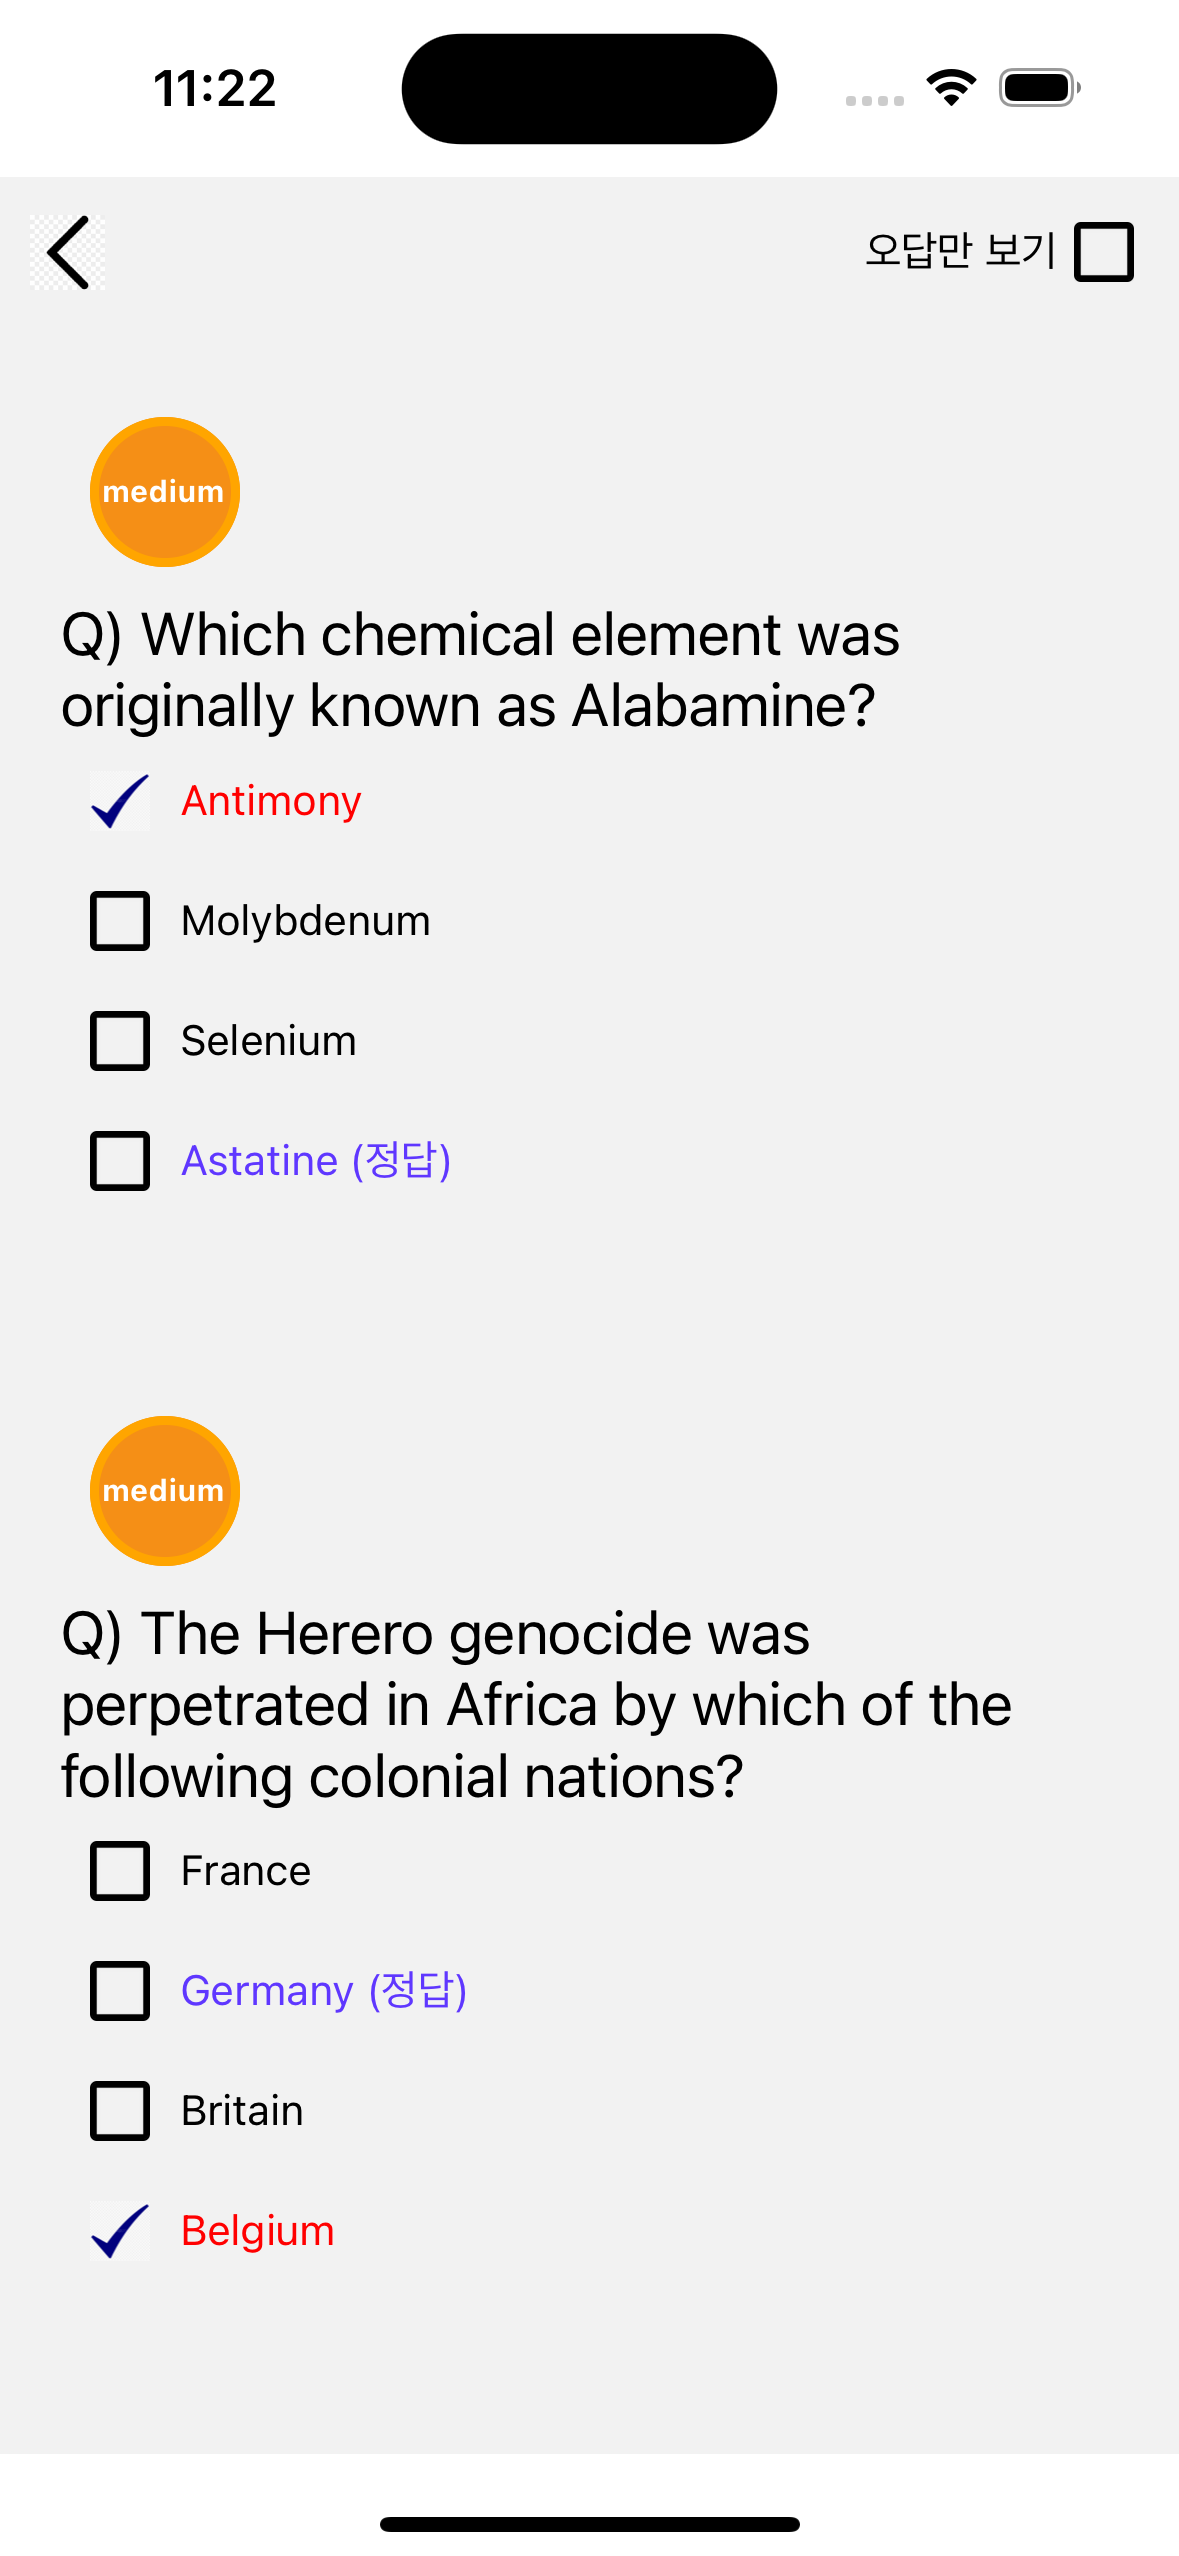 11:22
오답만 보기
medium
Q) Which chemical element was
originally known as Alabamine?
Antimony
Molybdenum
Selenium
Astatine (정답)
medium
Q) The Herero genocide was
perpetrated in Africa by which of the
following colonial nations?
France
Germany (정답)
Britain
Belgium